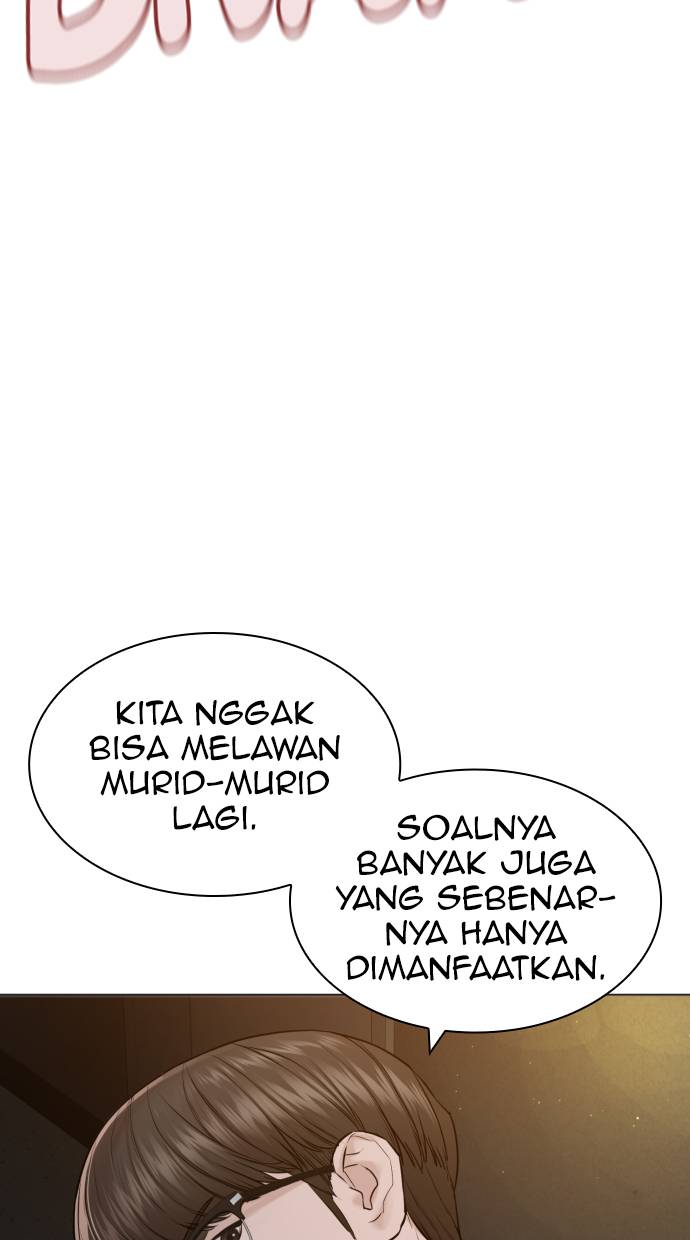 KITA NGGAK
BISA MELAWAN
MURID-MURID
LAGI.
SOALNYA
BANYAK JUGA
YANG SEBENAR-
NYA HANYA
DIMANFAATKAN.